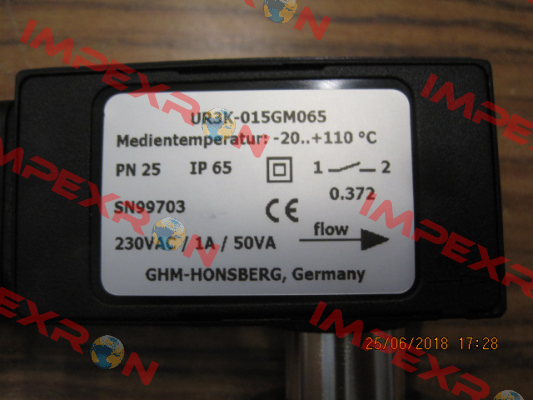 UR3K-015GM065
Medientemperatur: -20..+110 °C
PN 25 IP 65 1 2
0.372
SN99703 CE
flow
230VAC / 1A / 50VA
GHM-HONSBERG, Germany
25/06/2018 17:28
IMPEXRON
IMPEXRON
IMPEXRON
IMPEXRON
IMPEXRON